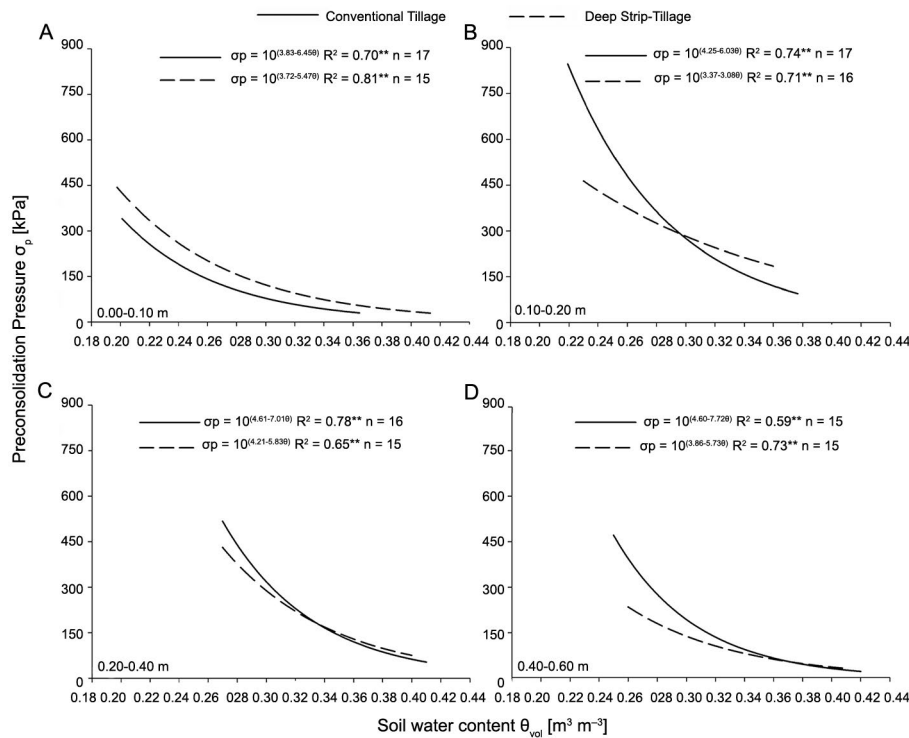 Conventional Tillage Deep Strip-Tillage
A
σp = 10^(3.83-6.45θ) R² = 0.70** n = 17
σp = 10^(3.72-5.47θ) R² = 0.81** n = 15
900
750
600
450
300
150
0
0.00-0.10 m
0.18 0.20 0.22 0.24 0.26 0.28 0.30 0.32 0.34 0.36 0.38 0.40 0.42 0.44
B
σp = 10^(4.25-6.03θ) R² = 0.74** n = 17
σp = 10^(3.37-3.08θ) R² = 0.71** n = 16
900
750
600
450
300
150
0
0.10-0.20 m
0.18 0.20 0.22 0.24 0.26 0.28 0.30 0.32 0.34 0.36 0.38 0.40 0.42 0.44
Preconsolidation Pressure σₚ [kPa]
C
σp = 10^(4.61-7.01θ) R² = 0.78** n = 16
σp = 10^(4.21-5.83θ) R² = 0.65** n = 15
900
750
600
450
300
150
0
0.20-0.40 m
0.18 0.20 0.22 0.24 0.26 0.28 0.30 0.32 0.34 0.36 0.38 0.40 0.42 0.44
D
σp = 10^(4.60-7.72θ) R² = 0.59** n = 15
σp = 10^(3.86-5.73θ) R² = 0.73** n = 15
900
750
600
450
300
150
0
0.40-0.60 m
0.18 0.20 0.22 0.24 0.26 0.28 0.30 0.32 0.34 0.36 0.38 0.40 0.42 0.44
Soil water content θvol [m³ m⁻³]